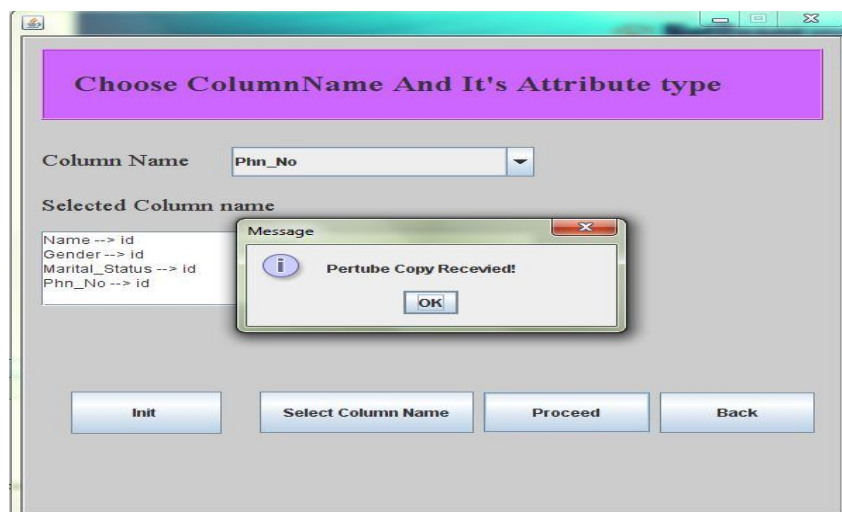 Choose ColumnName And It's Attribute type
Column Name
Phn_No
Selected Column name
Name --> id
Gender --> id
Marital_Status --> id
Phn_No --> id
Message
Pertube Copy Recevied!
OK
Init
Select Column Name
Proceed
Back